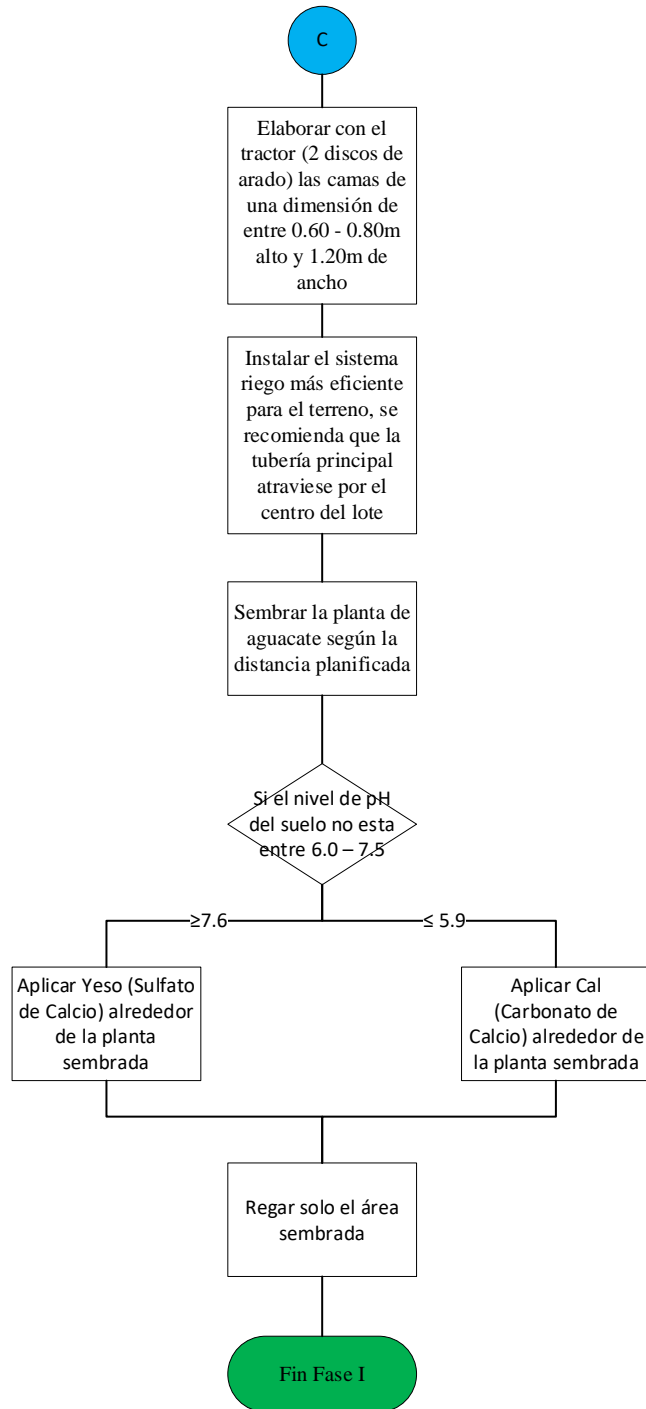 C
Elaborar con el
tractor (2 discos de
arado) las camas de
una dimensión de
entre 0.60 - 0.80m
alto y 1.20m de
ancho
Instalar el sistema
riego más eficiente
para el terreno, se
recomienda que la
tubería principal
atraviese por el
centro del lote
Sembrar la planta de
aguacate según la
distancia planificada
Si el nivel de pH
del suelo no esta
entre 6.0 – 7.5
≥7.6
≤ 5.9
Aplicar Yeso (Sulfato
de Calcio) alrededor
de la planta
sembrada
Aplicar Cal
(Carbonato de
Calcio) alrededor de
la planta sembrada
Regar solo el área
sembrada
Fin Fase I